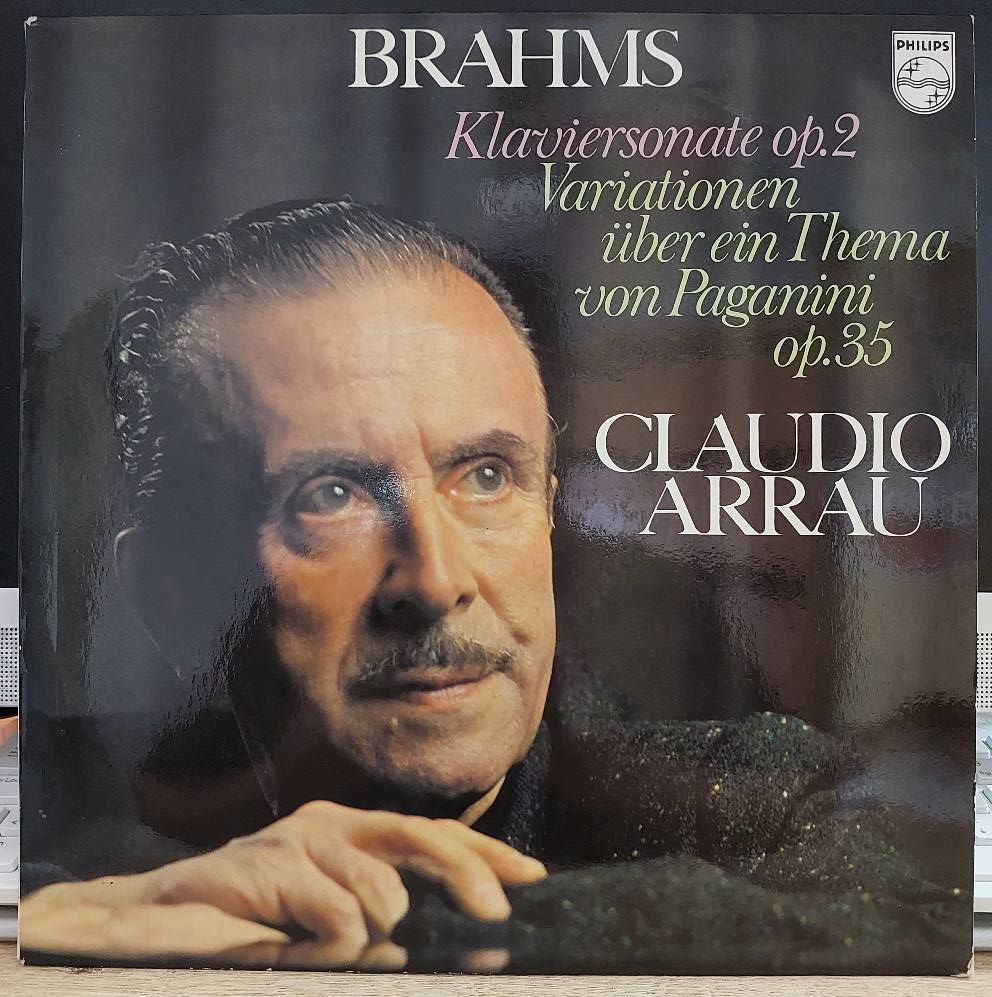 BRAHMS
PHILIPS
Klaviersonate op.2
Variationen
über ein Thema
von Paganini
op.35
CLAUDIO
ARRAU